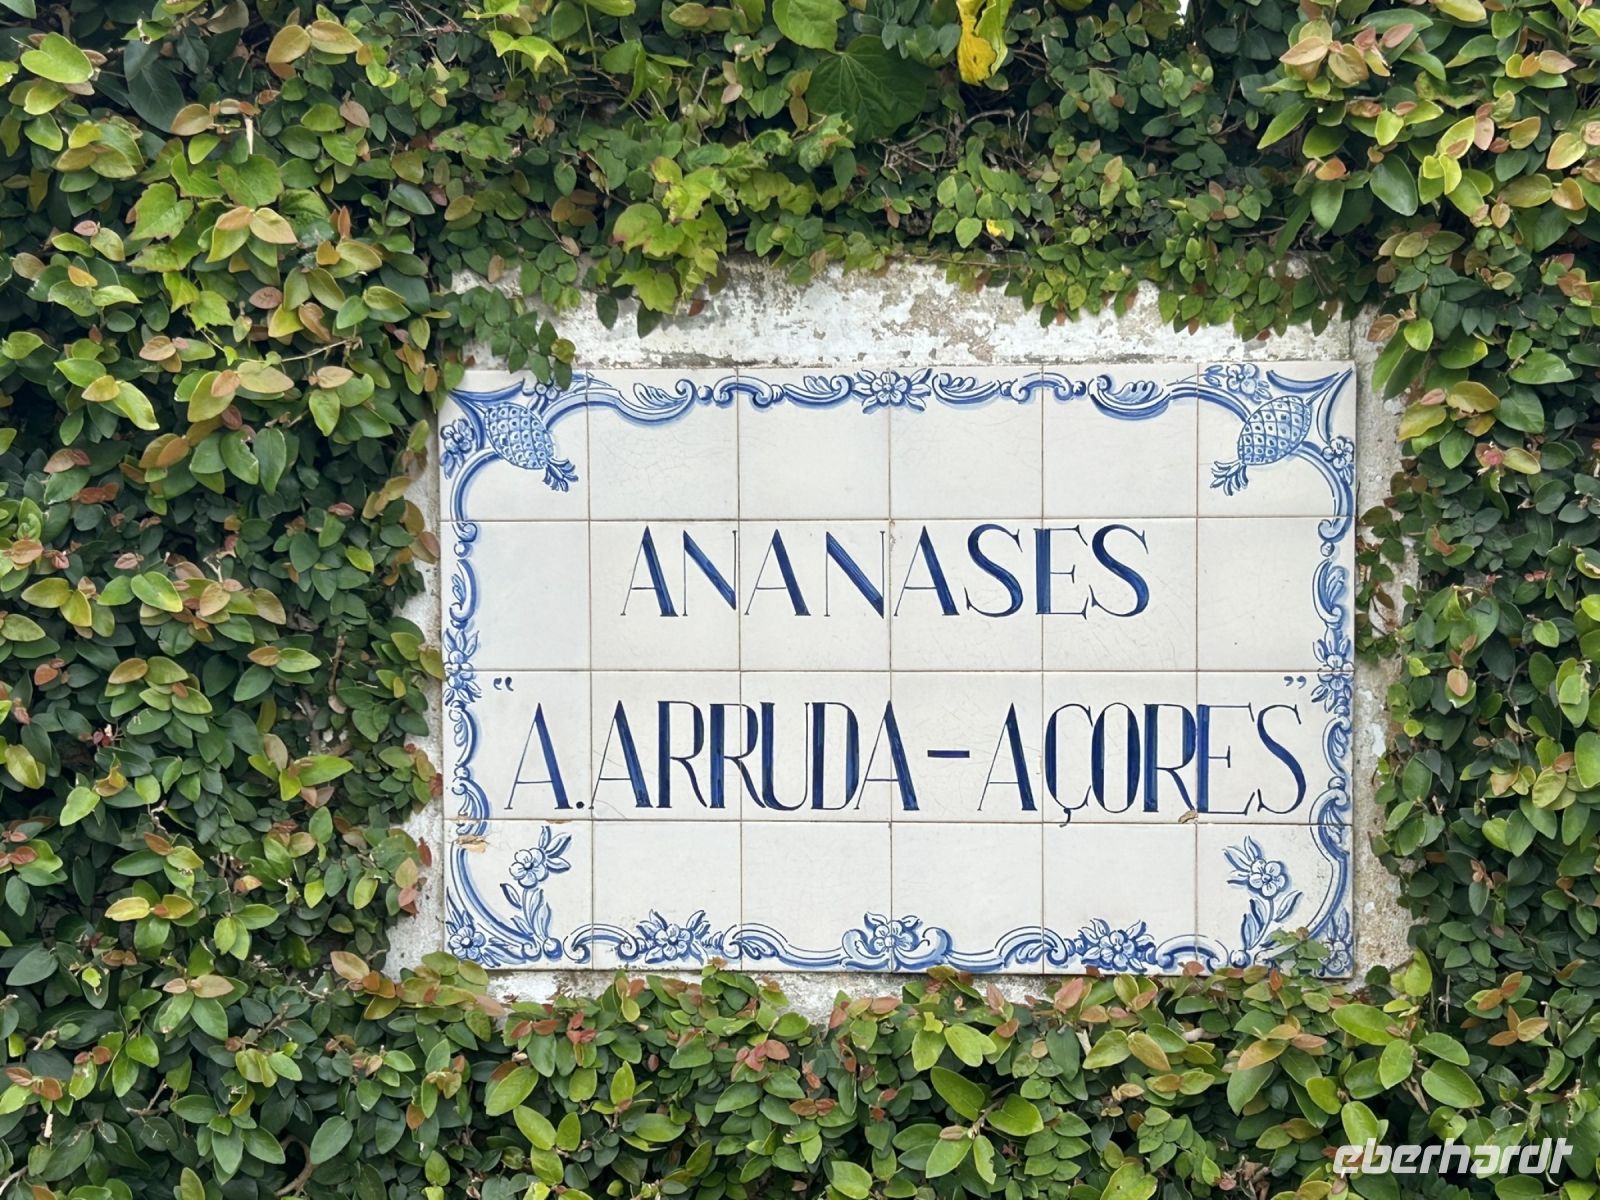 ANANASES
“A. ARRUDA-AÇORES”
eberhardt